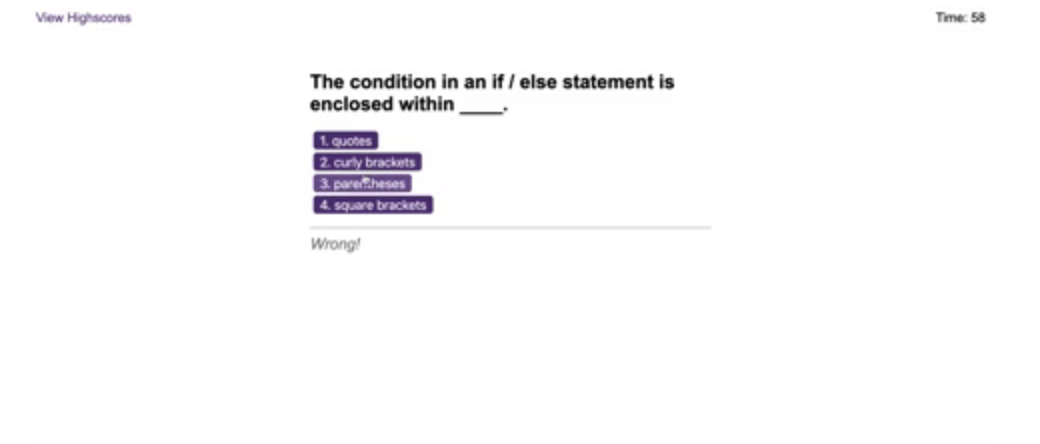 View Highscores
Time: 58
The condition in an if / else statement is
enclosed within ____.
1. quotes
2. curly brackets
3. parentheses
4. square brackets
Wrong!